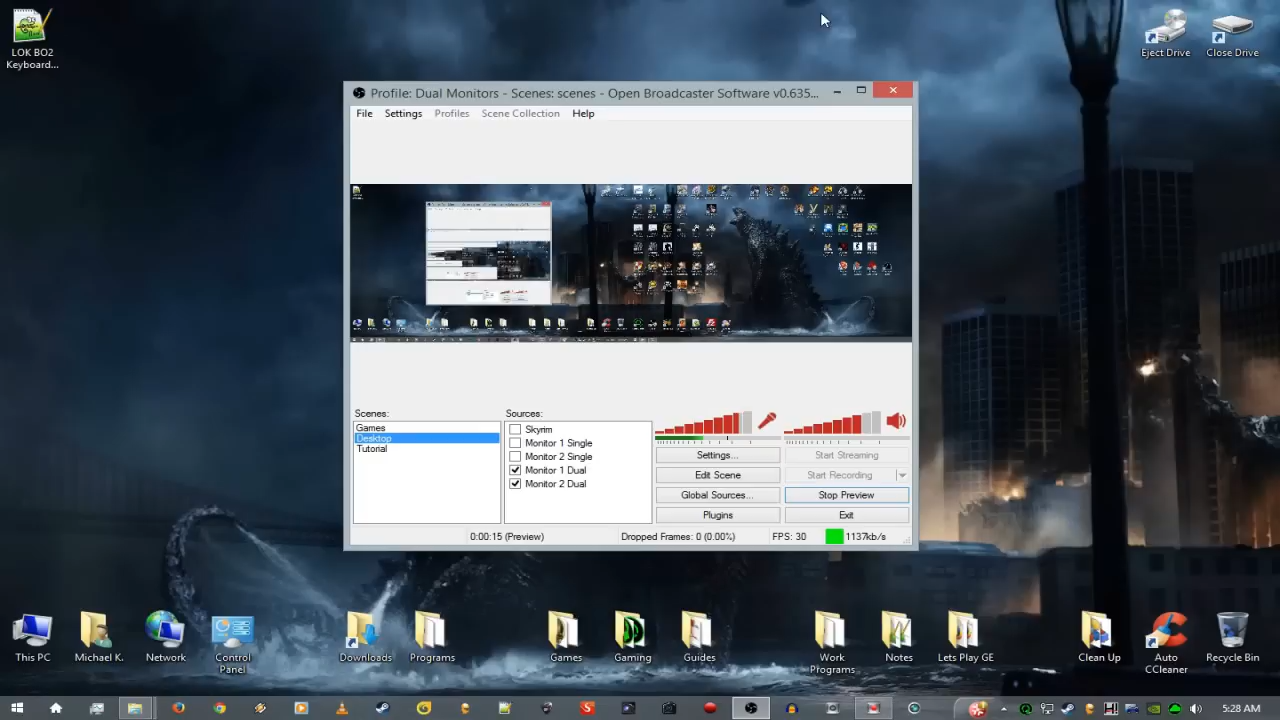 LOK BO2
Keyboard...
Eject Drive
Close Drive
Profile: Dual Monitors - Scenes: scenes - Open Broadcaster Software v0.635...
File Settings Profiles Scene Collection Help
Scenes:
Games
Desktop
Tutorial
Sources:
Skyrim
Monitor 1 Single
Monitor 2 Single
Monitor 1 Dual
Monitor 2 Dual
Settings...
Start Streaming
Edit Scene
Start Recording
Global Sources...
Stop Preview
Plugins
Exit
0:00:15 (Preview)
Dropped Frames: 0 (0.00%)
FPS: 30
1137kb/s
This PC
Michael K.
Network
Control
Panel
Downloads
Programs
Games
Gaming
Guides
Work
Programs
Notes
Lets Play GE
Clean Up
Auto
CCleaner
Recycle Bin
5:28 AM